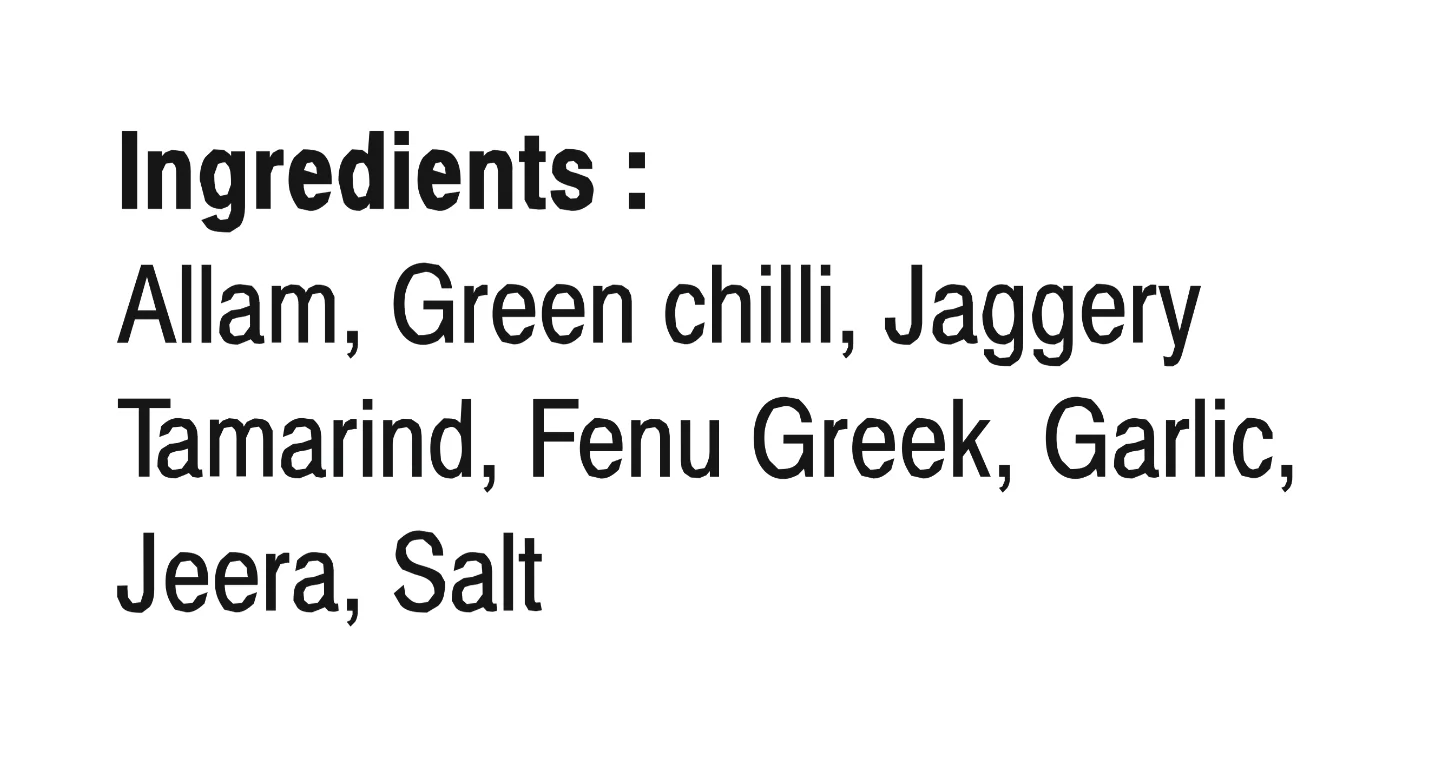 Ingredients :
Allam, Green chilli, Jaggery
Tamarind, Fenu Greek, Garlic,
Jeera, Salt